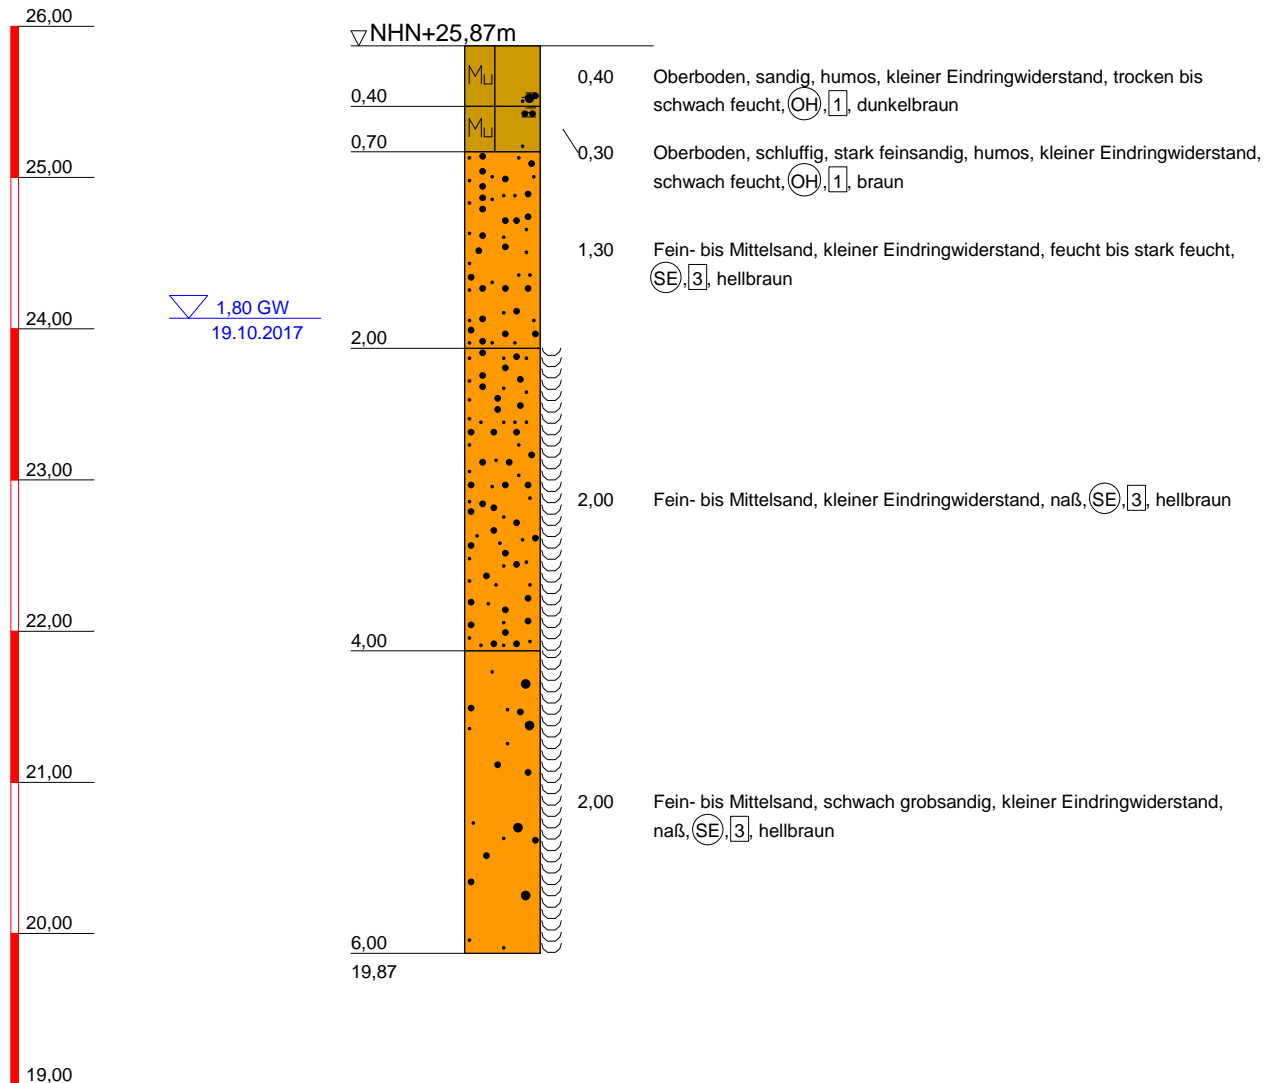 26,00
NHN+25,87m
Mu
0,40
0,40 Oberboden, sandig, humos, kleiner Eindringwiderstand, trocken bis
schwach feucht, OH, 1, dunkelbraun
Mu
0,70
0,30 Oberboden, schluffig, stark feinsandig, humos, kleiner Eindringwiderstand,
schwach feucht, OH, 1, braun
25,00
1,30 Fein- bis Mittelsand, kleiner Eindringwiderstand, feucht bis stark feucht,
SE, 3, hellbraun
1,80 GW
19.10.2017
24,00
2,00
23,00
2,00 Fein- bis Mittelsand, kleiner Eindringwiderstand, naß, SE, 3, hellbraun
22,00
4,00
21,00
2,00 Fein- bis Mittelsand, schwach grobsandig, kleiner Eindringwiderstand,
naß, SE, 3, hellbraun
20,00
6,00
19,87
19,00